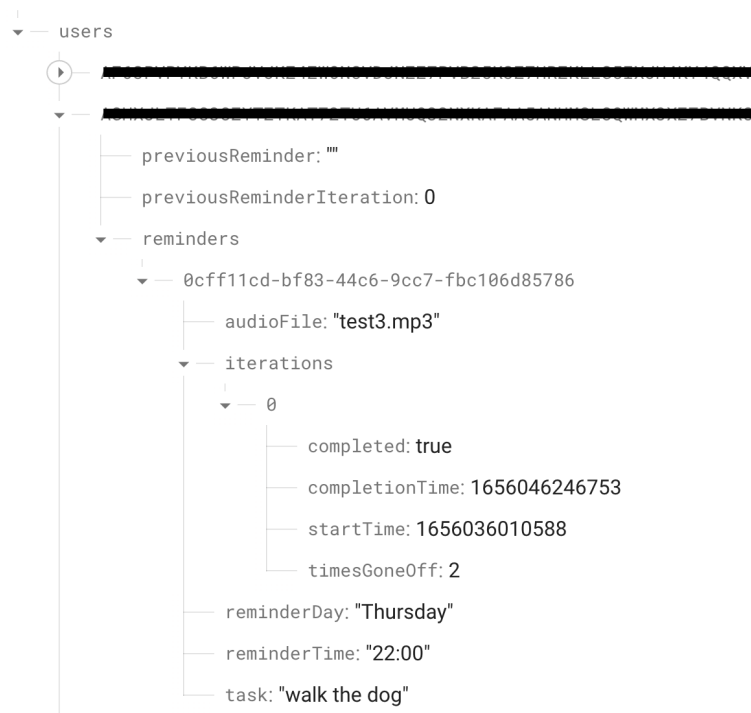 users
previousReminder: ""
previousReminderIteration: 0
reminders
0cff11cd-bf83-44c6-9cc7-fbc106d85786
audioFile: "test3.mp3"
iterations
0
completed: true
completionTime: 1656046246753
startTime: 1656036010588
timesGoneOff: 2
reminderDay: "Thursday"
reminderTime: "22:00"
task: "walk the dog"